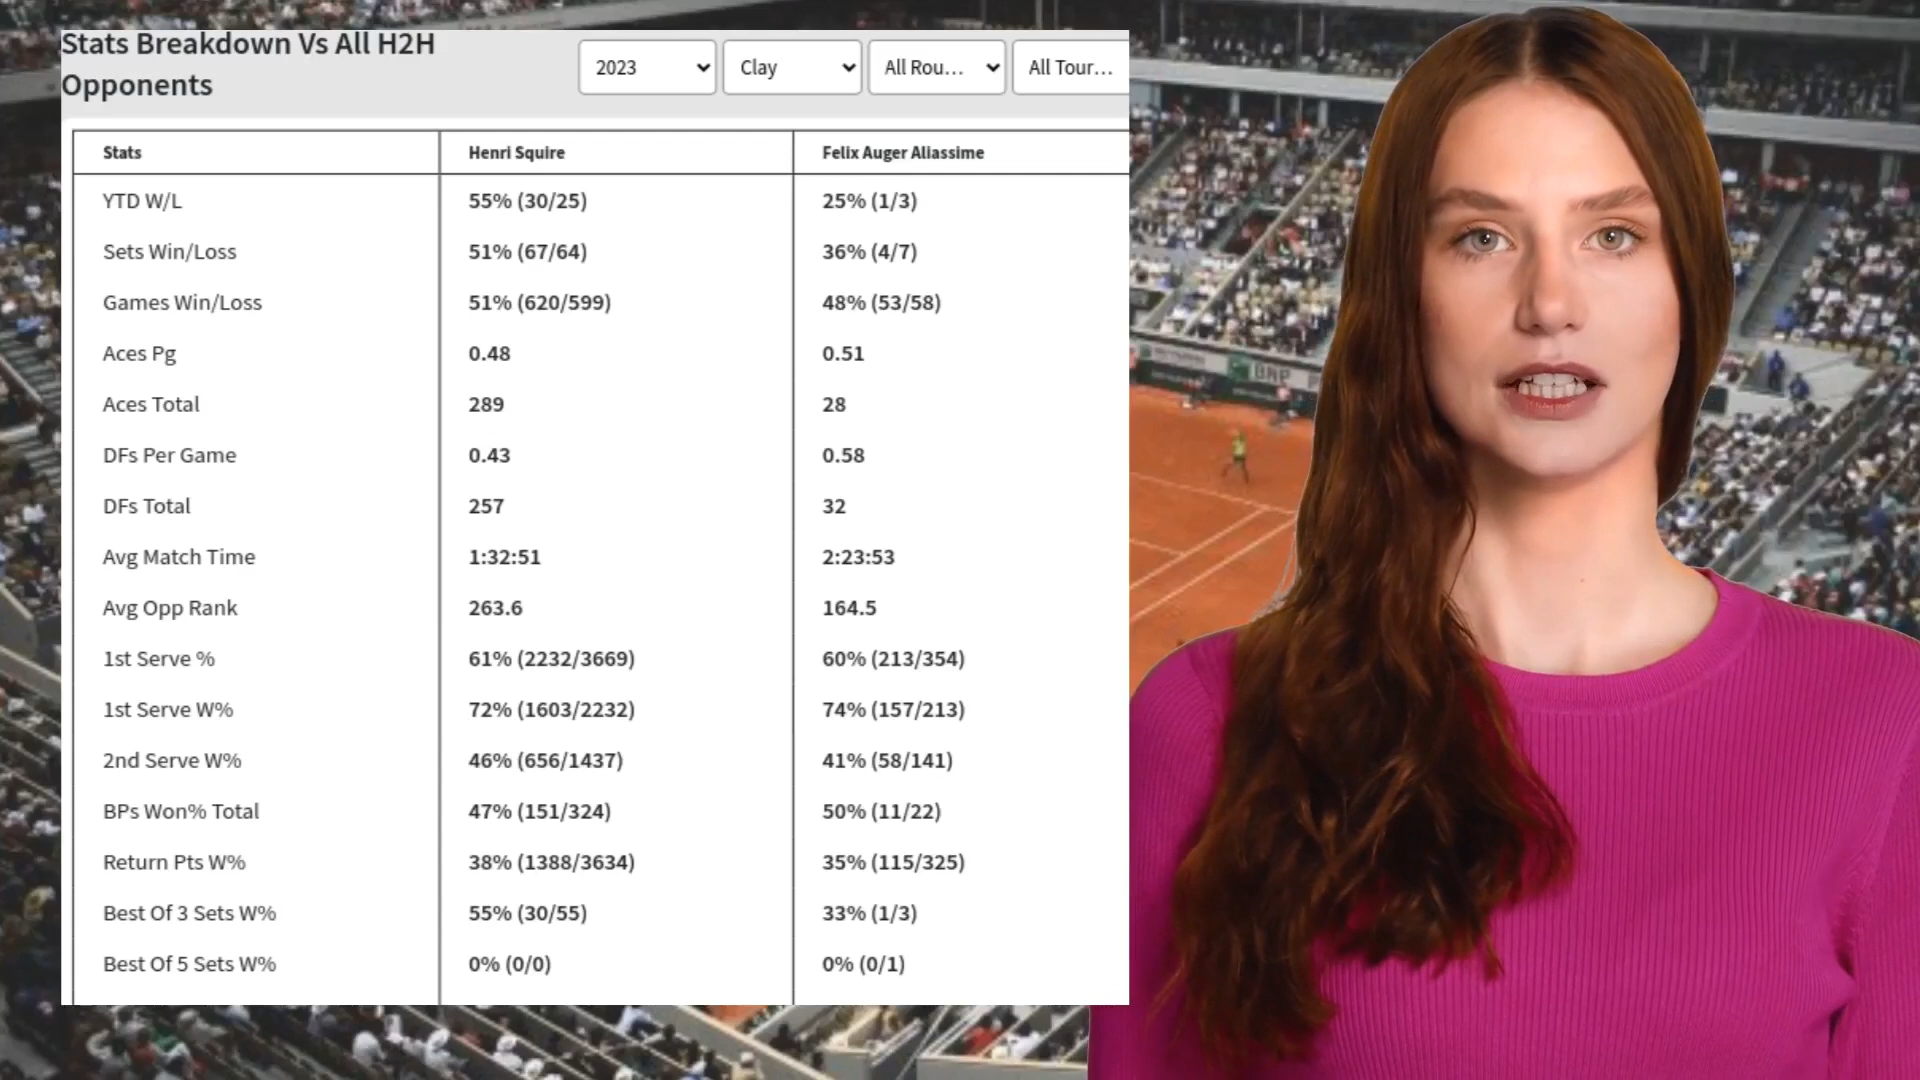 Stats Breakdown Vs All H2H
Opponents
2023
Clay
All Rou...
All Tour...
Stats Henri Squire Felix Auger Aliassime
YTD W/L 55% (30/25) 25% (1/3)
Sets Win/Loss 51% (67/64) 36% (4/7)
Games Win/Loss 51% (620/599) 48% (53/58)
Aces Pg 0.48 0.51
Aces Total 289 28
DFs Per Game 0.43 0.58
DFs Total 257 32
Avg Match Time 1:32:51 2:23:53
Avg Opp Rank 263.6 164.5
1st Serve % 61% (2232/3669) 60% (213/354)
1st Serve W% 72% (1603/2232) 74% (157/213)
2nd Serve W% 46% (656/1437) 41% (58/141)
BPs Won% Total 47% (151/324) 50% (11/22)
Return Pts W% 38% (1388/3634) 35% (115/325)
Best Of 3 Sets W% 55% (30/55) 33% (1/3)
Best Of 5 Sets W% 0% (0/0) 0% (0/1)
BNP